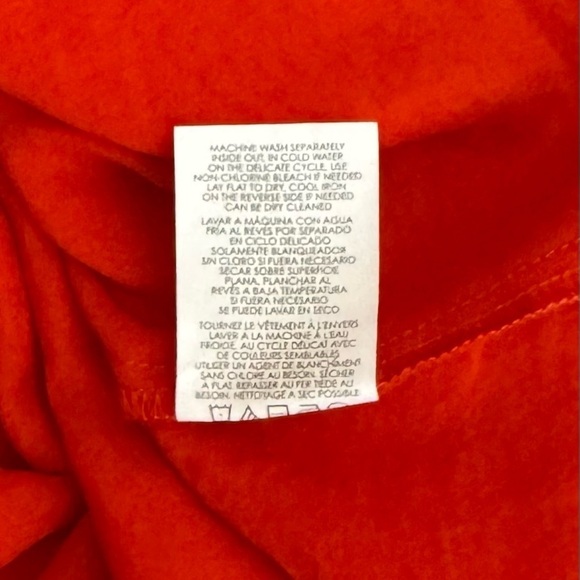 MACHINE WASH SEPARATELY
INSIDE OUT, IN COLD WATER
ON THE DELICATE CYCLE, USE
NON-CHLORINE BLEACH IF NEEDED
LAY FLAT TO DRY, COOL IRON
ON THE REVERSE SIDE IF NEEDED
CAN BE DRY CLEANED
LAVAR A MÁQUINA CON AGUA
FRIA AL REVES POR SEPARADO
EN CICLO DELICADO
SOLAMENTE BLANQUEADOR
SIN CLORO SI FUERA NECESARIO
SECAR SOBRE SUPERFICIE
PLANA, PLANCHAR AL
REVÉS A BAJA TEMPERATURA
SI FUERA NECESARIO
SE PUEDE LAVAR EN SECO
TOURNEZ LE VÊTEMENT À L'ENVERS
LAVER A LA MACHINE À L'EAU
FROIDE, AU CYCLE DÉLICAT AVEC
DE COULEURS SEMBLABLES
UTILISER UN AGENT DE BLANCHIMENT
SANS CHLORE AU BESOIN. SÉCHER
A PLAT. REPASSER AU FER TIEDE AU
BESOIN. NETTOYAGE A SEC POSSIBLE